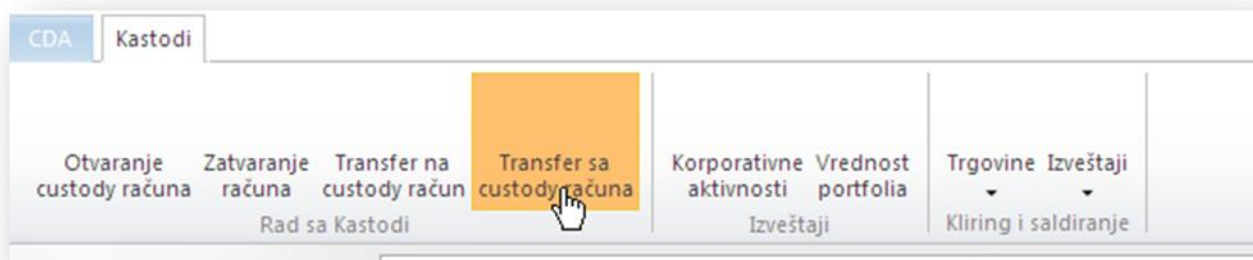 CDA Kastodi
Otvaranje Zatvaranje Transfer na Transfer sa Korporativne Vrednost Trgovine Izveštaji
custody računa računa custody račun custody računa aktivnosti portfolia
Rad sa Kastodi Izveštaji Kliring i saldiranje